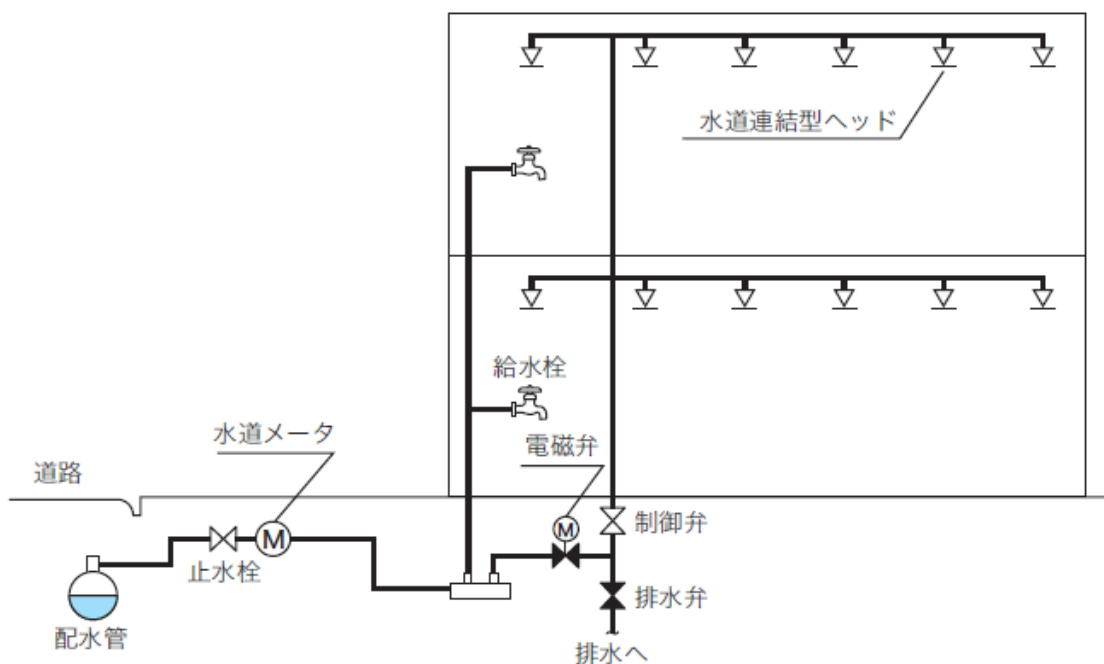 水道連結型ヘッド
給水栓
水道メータ
電磁弁
道路
M
制御弁
M
止水栓
排水弁
配水管
排水へ